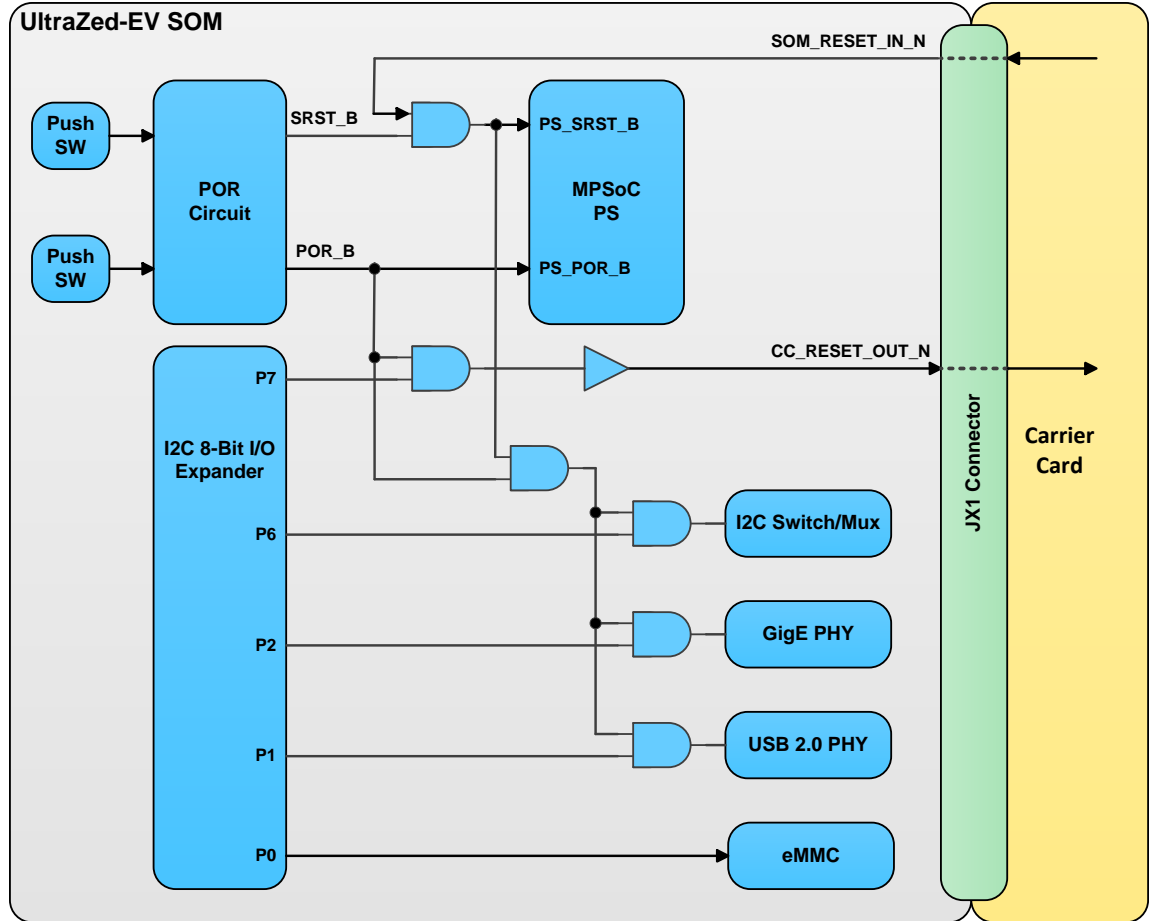 UltraZed-EV SOM
SOM_RESET_IN_N
Push
SW
SRST_B
PS_SRST_B
POR
Circuit
MPSoC
PS
Push
SW
POR_B
PS_POR_B
CC_RESET_OUT_N
P7
I2C 8-Bit I/O
Expander
JX1 Connector
Carrier
Card
P6
I2C Switch/Mux
P2
GigE PHY
P1
USB 2.0 PHY
P0
eMMC